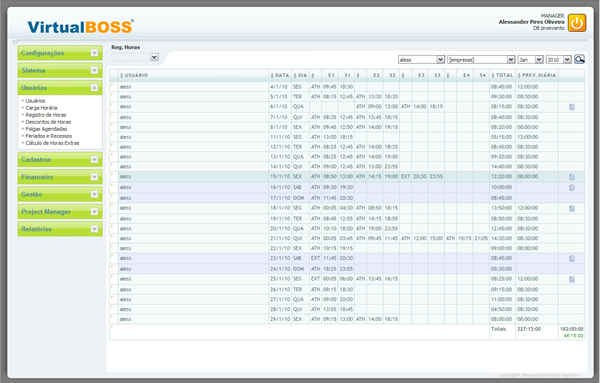 VirtualBOSS
MANAGER
Alessander Pires Oliveira
DB proevento
Configurações
Sistema
Usuários
Usuários
Carga Horária
Registro de Horas
Descontos de Horas
Folgas Agendadas
Feriados e Recessos
Cálculo de Horas Extras
Cadastros
Financeiro
Gestão
Project Manager
Relatórios
Reg. Horas
aless [empresas] Jan 2010
USUÁRIO DATA DIA E1 S1 E2 S2 E3 S3 E4 S4 TOTAL PREV.DIÁRIA
aless 4/1/10 SEG ATH 09:45 18:30 08:45:00 12:00:00
aless 5/1/10 TER ATH 08:15 12:45 ATH 13:30 18:30 09:30:00 08:30:00
aless 6/1/10 QUA ATH 09:00 13:00 ATH 14:00 18:15 08:15:00 08:30:00
aless 7/1/10 QUI ATH 08:35 12:45 ATH 13:45 18:15 08:40:00 08:30:00
aless 8/1/10 SEX ATH 09:45 12:50 ATH 14:00 19:15 08:20:00 08:00:00
aless 11/1/10 SEG ATH 13:00 18:15 05:15:00 12:00:00
aless 12/1/10 TER ATH 08:25 12:45 ATH 14:00 18:25 08:45:00 08:30:00
aless 13/1/10 QUA ATH 08:25 12:45 ATH 14:00 19:00 09:20:00 08:30:00
aless 14/1/10 QUI ATH 09:00 12:45 ATH 13:00 23:55 14:40:00 08:30:00
aless 15/1/10 SEX ATH 08:50 13:00 ATH 14:15 19:00 EXT 20:30 23:55 12:20:00 08:00:00
aless 16/1/10 SAB ATH 09:30 19:30 10:00:00
aless 17/1/10 DOM ATH 11:45 20:30 08:45:00
aless 18/1/10 SEG ATH 00:05 04:30 ATH 08:50 18:15 13:50:00 12:00:00
aless 19/1/10 TER ATH 08:45 12:55 ATH 14:15 18:55 08:50:00 08:30:00
aless 20/1/10 QUA ATH 10:10 18:00 ATH 19:00 23:55 12:45:00 08:30:00
aless 21/1/10 QUI ATH 00:05 03:45 ATH 09:45 11:45 ATH 12:00 15:00 ATH 15:15 21:05 14:30:00 08:30:00
aless 22/1/10 SEX ATH 10:15 19:15 09:00:00 08:00:00
aless 23/1/10 SAB EXT 11:45 20:30 08:45:00
aless 24/1/10 DOM ATH 18:25 23:55 05:30:00
aless 25/1/10 SEG EXT 00:05 06:00 ATH 13:45 16:15 08:25:00 12:00:00
aless 26/1/10 TER ATH 09:15 18:30 09:15:00 08:30:00
aless 27/1/10 QUA ATH 09:00 20:00 11:00:00 08:30:00
aless 28/1/10 QUI ATH 13:55 18:45 04:50:00 08:30:00
aless 29/1/10 SEX ATH 09:15 13:00 ATH 14:00 18:15 08:00:00 08:00:00
Totais 227:15:00 182:00:00
45:15:00